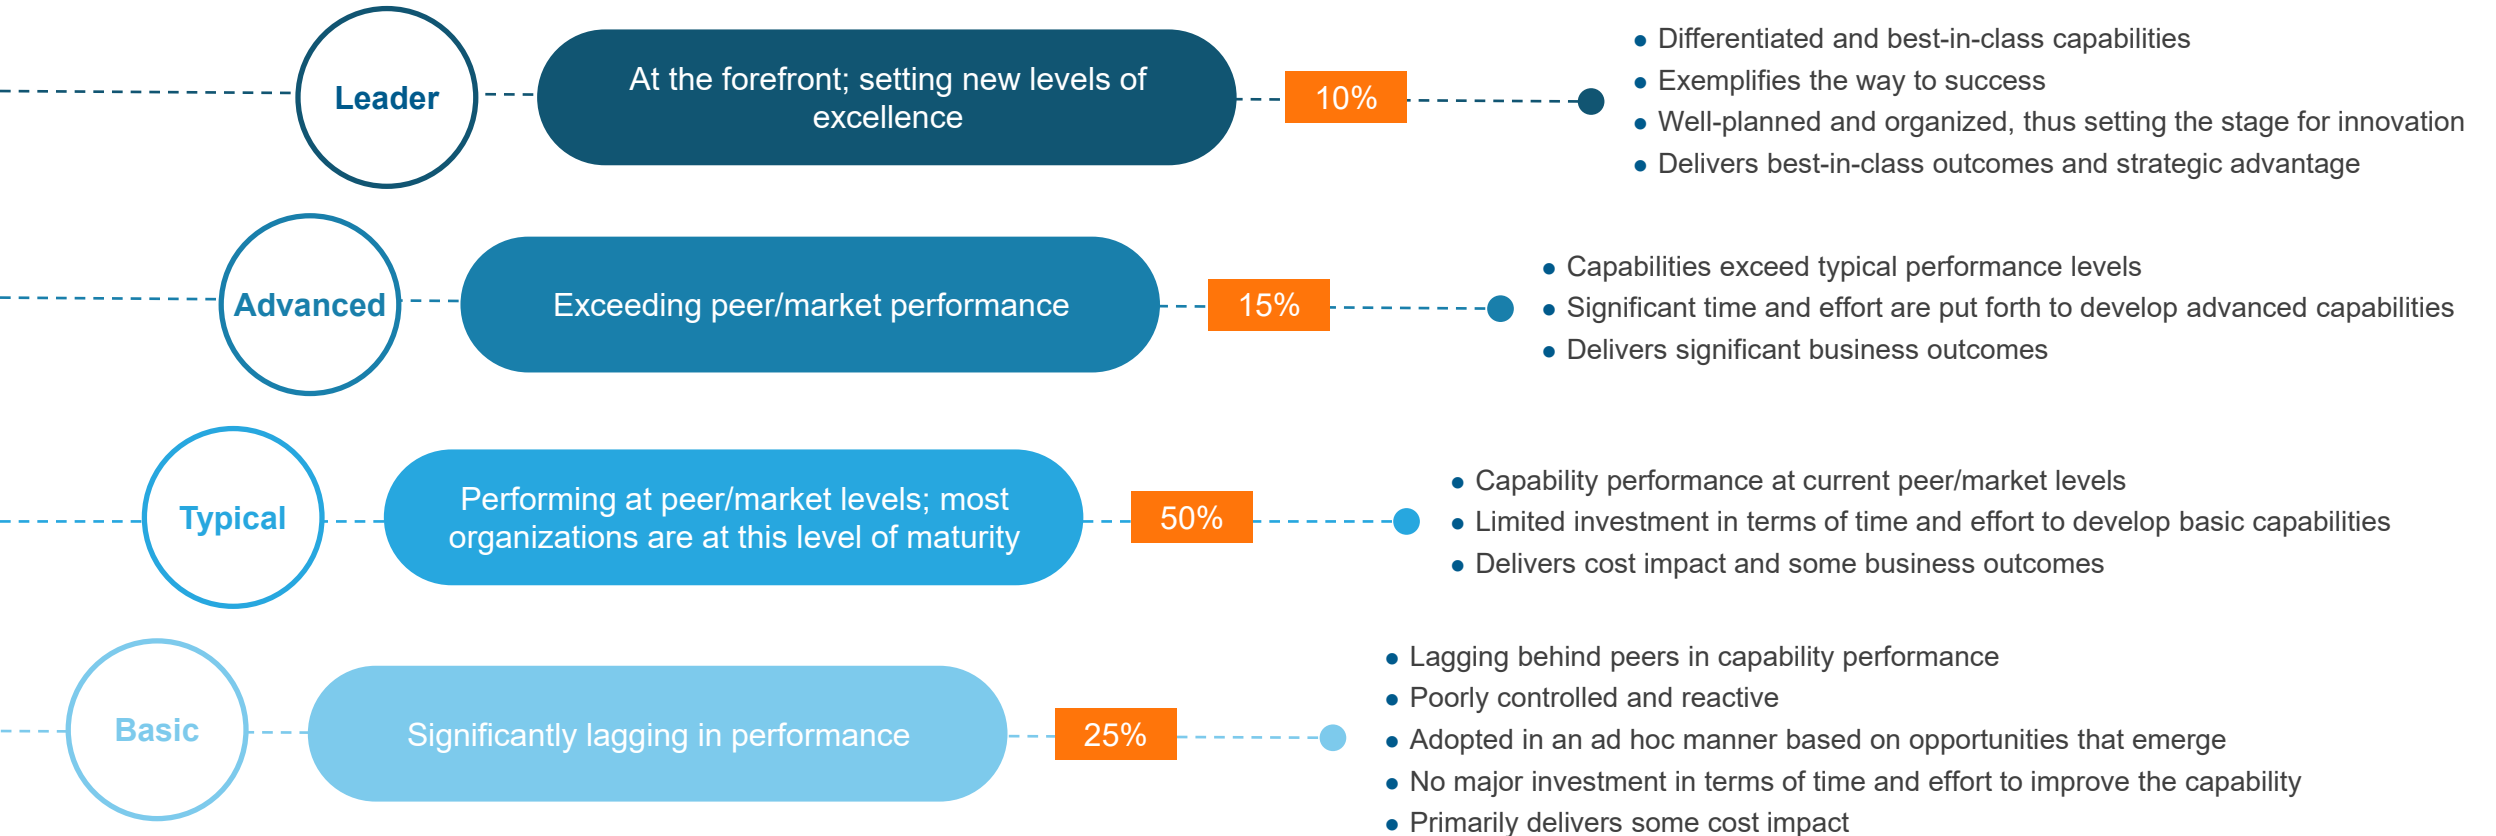 Leader
At the forefront; setting new levels of
excellence
10%
Differentiated and best-in-class capabilities
Exemplifies the way to success
Well-planned and organized, thus setting the stage for innovation
Delivers best-in-class outcomes and strategic advantage
Advanced
Exceeding peer/market performance
15%
Capabilities exceed typical performance levels
Significant time and effort are put forth to develop advanced capabilities
Delivers significant business outcomes
Typical
Performing at peer/market levels; most
organizations are at this level of maturity
50%
Capability performance at current peer/market levels
Limited investment in terms of time and effort to develop basic capabilities
Delivers cost impact and some business outcomes
Basic
Significantly lagging in performance
25%
Lagging behind peers in capability performance
Poorly controlled and reactive
Adopted in an ad hoc manner based on opportunities that emerge
No major investment in terms of time and effort to improve the capability
Primarily delivers some cost impact